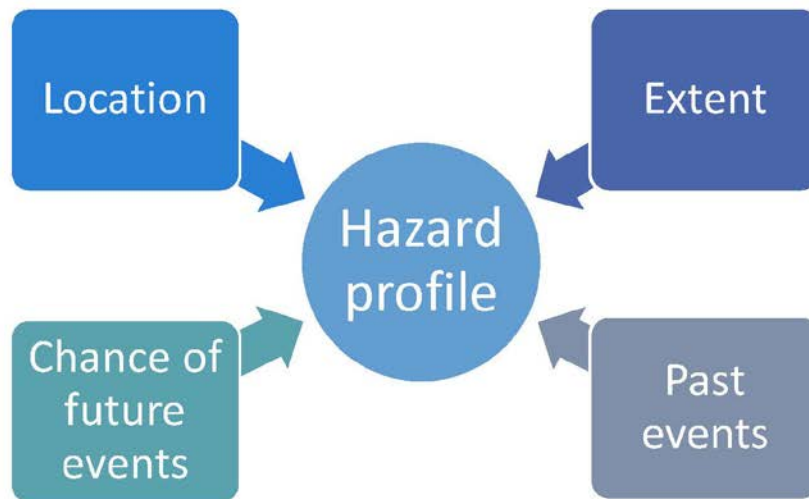 Location
Extent
Hazard
profile
Chance of
future
events
Past
events